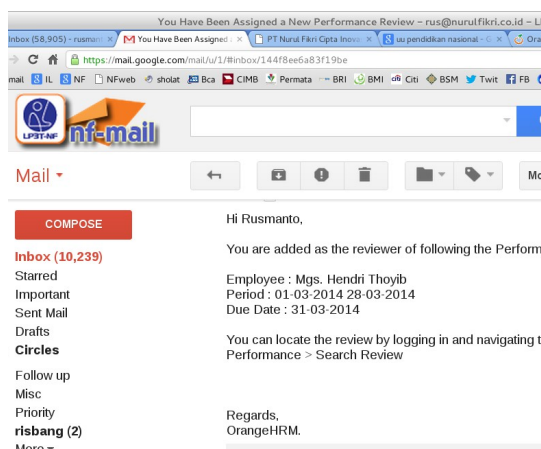 You Have Been Assigned a New Performance Review – rus@nurulfikri.co.id –
nbox (58,905) - rusman × You Have Been Assigned × PT Nurul Fikri Cipta Inova × uu pendidikan nasional - G ×
https://mail.google.com/mail/u/1/#inbox/144f8ee6a83f19be
mail IL NF NFweb sholat Bca CIMB Permata BRI BMI Citi BSM Twit FB
LP3T-NF nf-mail
Mail
COMPOSE
Inbox (10,239)
Starred
Important
Sent Mail
Drafts
Circles
Follow up
Misc
Priority
risbang (2)
More
Mo
Hi Rusmanto,
You are added as the reviewer of following the Perform
Employee : Mgs. Hendri Thoyib
Period : 01-03-2014 28-03-2014
Due Date : 31-03-2014
You can locate the review by logging in and navigating t
Performance > Search Review
Regards,
OrangeHRM.